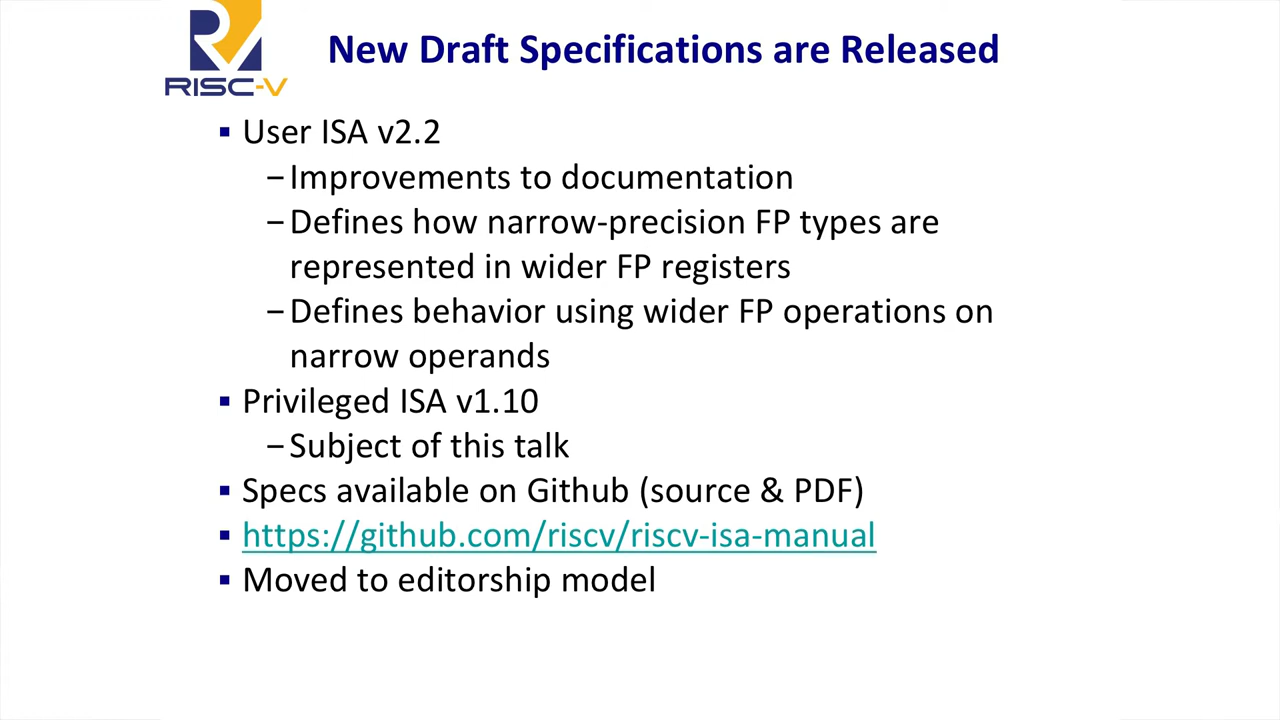 RISC-V
New Draft Specifications are Released
▪ User ISA v2.2
– Improvements to documentation
– Defines how narrow-precision FP types are
represented in wider FP registers
– Defines behavior using wider FP operations on
narrow operands
▪ Privileged ISA v1.10
– Subject of this talk
▪ Specs available on Github (source & PDF)
▪ https://github.com/riscv/riscv-isa-manual
▪ Moved to editorship model